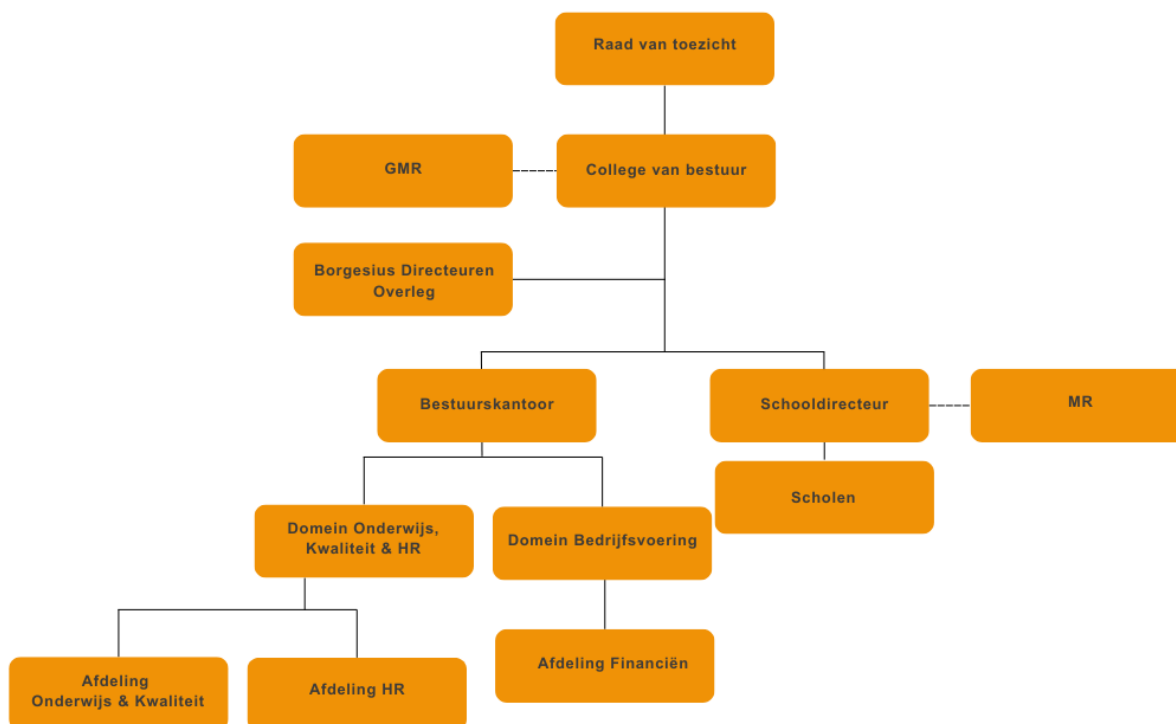 Raad van toezicht
GMR
College van bestuur
Borgesius Directeuren
Overleg
Bestuurskantoor
Schooldirecteur
MR
Scholen
Domein Onderwijs,
Kwaliteit & HR
Domein Bedrijfsvoering
Afdeling
Onderwijs & Kwaliteit
Afdeling HR
Afdeling Financiën